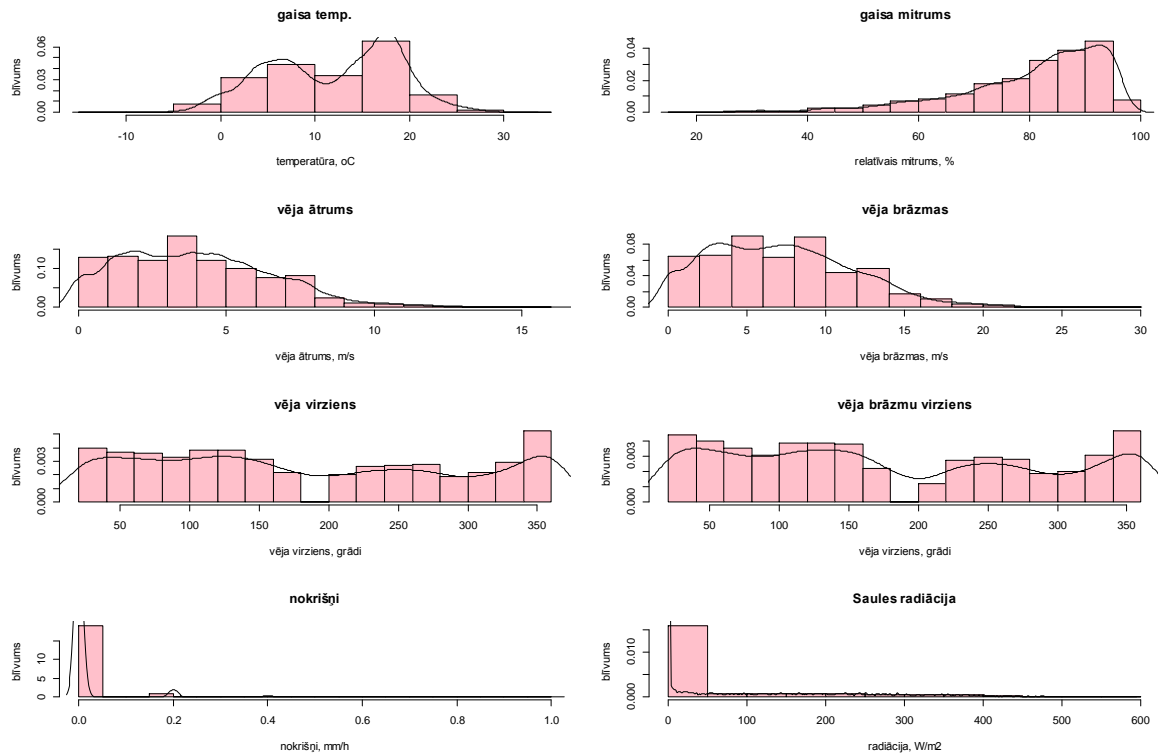 gaisa temp.
blīvums
0.00 0.03 0.06
-10 0 10 20 30
temperatūra, oC
gaisa mitrums
blīvums
0.00 0.02 0.04
20 40 60 80 100
relatīvais mitrums, %
vēja ātrums
blīvums
0.00 0.10
0 5 10 15
vēja ātrums, m/s
vēja brāzmas
blīvums
0.00 0.04 0.08
0 5 10 15 20 25 30
vēja brāzmas, m/s
vēja virziens
blīvums
0.000 0.003
50 100 150 200 250 300 350
vēja virziens, grādi
vēja brāzmu virziens
blīvums
0.000 0.003
50 100 150 200 250 300 350
vēja virziens, grādi
nokrišņi
blīvums
0 5 15
0.0 0.2 0.4 0.6 0.8 1.0
nokrišņi, mm/h
Saules radiācija
blīvums
0.000 0.010
0 100 200 300 400 500 600
radiācija, W/m2